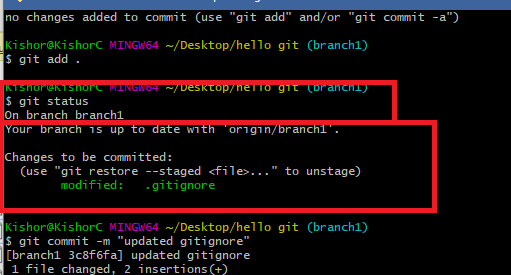 no changes added to commit (use "git add" and/or "git commit -a")
Kishor@KishorC MINGW64 ~/Desktop/hello git (branch1)
$ git add .
Kishor@KishorC MINGW64 ~/Desktop/hello git (branch1)
$ git status
On branch branch1
Your branch is up to date with 'origin/branch1'.
Changes to be committed:
(use "git restore --staged <file>..." to unstage)
modified: .gitignore
Kishor@KishorC MINGW64 ~/Desktop/hello git (branch1)
$ git commit -m "updated gitignore"
[branch1 3c8f6fa] updated gitignore
1 file changed, 2 insertions(+)